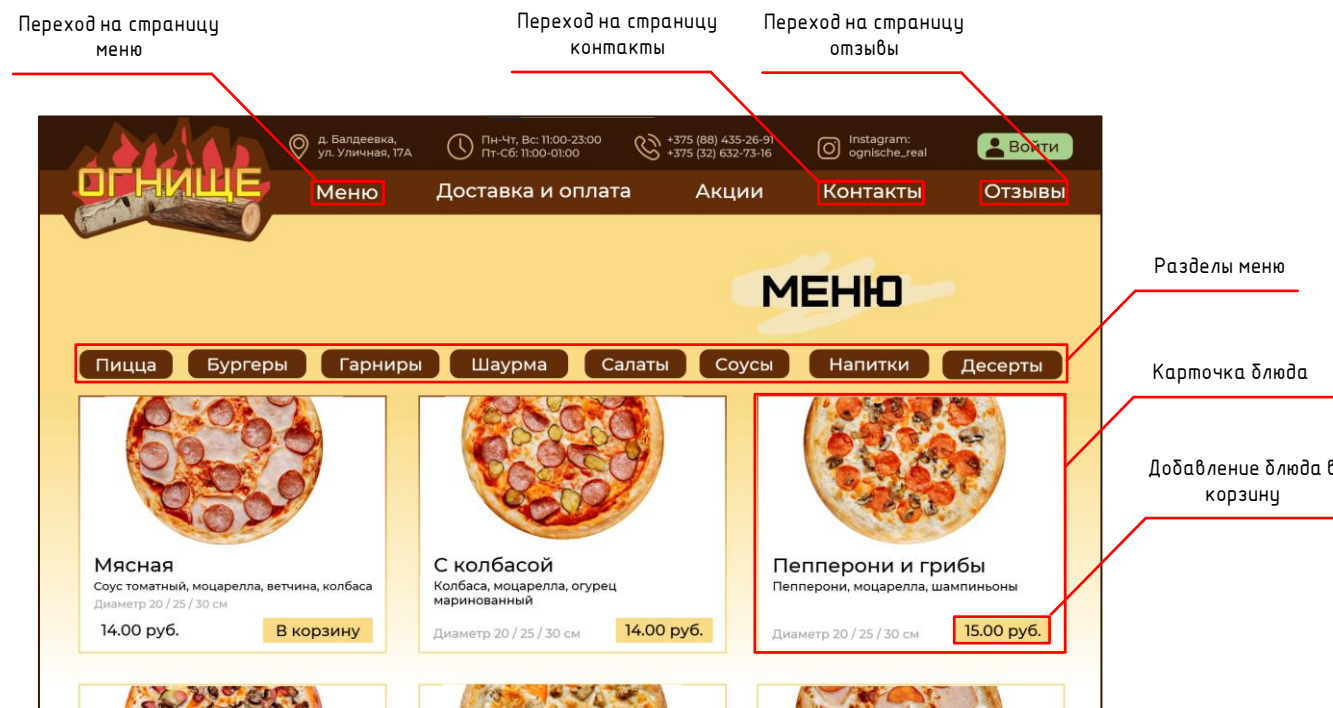 Переход на страницу
меню
Переход на страницу
контакты
Переход на страницу
отзывы
ОГНИЩЕ
д. Балдеевка,
ул. Уличная, 17А
Пн-Чт, Вс: 11:00-23:00
Пт-Сб: 11:00-01:00
+375 (88) 435-26-91
+375 (32) 632-73-16
Instagram:
ognische_real
Войти
Меню
Доставка и оплата
Акции
Контакты
Отзывы
МЕНЮ
Разделы меню
Пицца
Бургеры
Гарниры
Шаурма
Салаты
Соусы
Напитки
Десерты
Карточка блюда
Добавление блюда в
корзину
Мясная
Соус томатный, моцарелла, ветчина, колбаса
Диаметр 20 / 25 / 30 см
14.00 руб.
В корзину
С колбасой
Колбаса, моцарелла, огурец
маринованный
Диаметр 20 / 25 / 30 см
14.00 руб.
Пепперони и грибы
Пепперони, моцарелла, шампиньоны
Диаметр 20 / 25 / 30 см
15.00 руб.